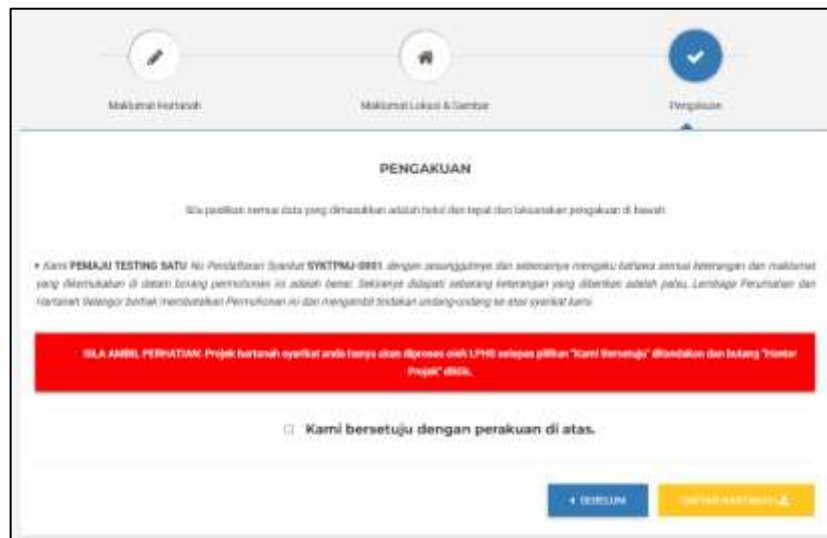 Maklumat Hartanah
Maklumat Lokasi & Gambar
Pengakuan
PENGAKUAN
Sila pastikan semua data yang dimasukkan adalah betul dan tepat dan laksanakan pengakuan di bawah
• Kami PEMAJU TESTING SATU No Pendaftaran Syarikat SYKTPMJ-0001 dengan sesungguhnya dan sebenarnya mengaku bahawa semua keterangan dan maklumat
yang dikemukakan di dalam borang permohonan ini adalah benar. Sekiranya didapati sebarang keterangan yang diberikan adalah palsu, Lembaga Perumahan dan
Hartanah Selangor berhak membatalkan Permohonan ini dan mengambil tindakan undang-undang ke atas syarikat kami
SILA AMBIL PERHATIAN: Projek hartanah syarikat anda hanya akan diproses oleh LPHS selepas pilihan "Kami Bersetuju" ditandakan dan butang "Hantar
Projek" diklik.
Kami bersetuju dengan perakuan di atas.
SEBELUM
DAFTAR HARTANAH